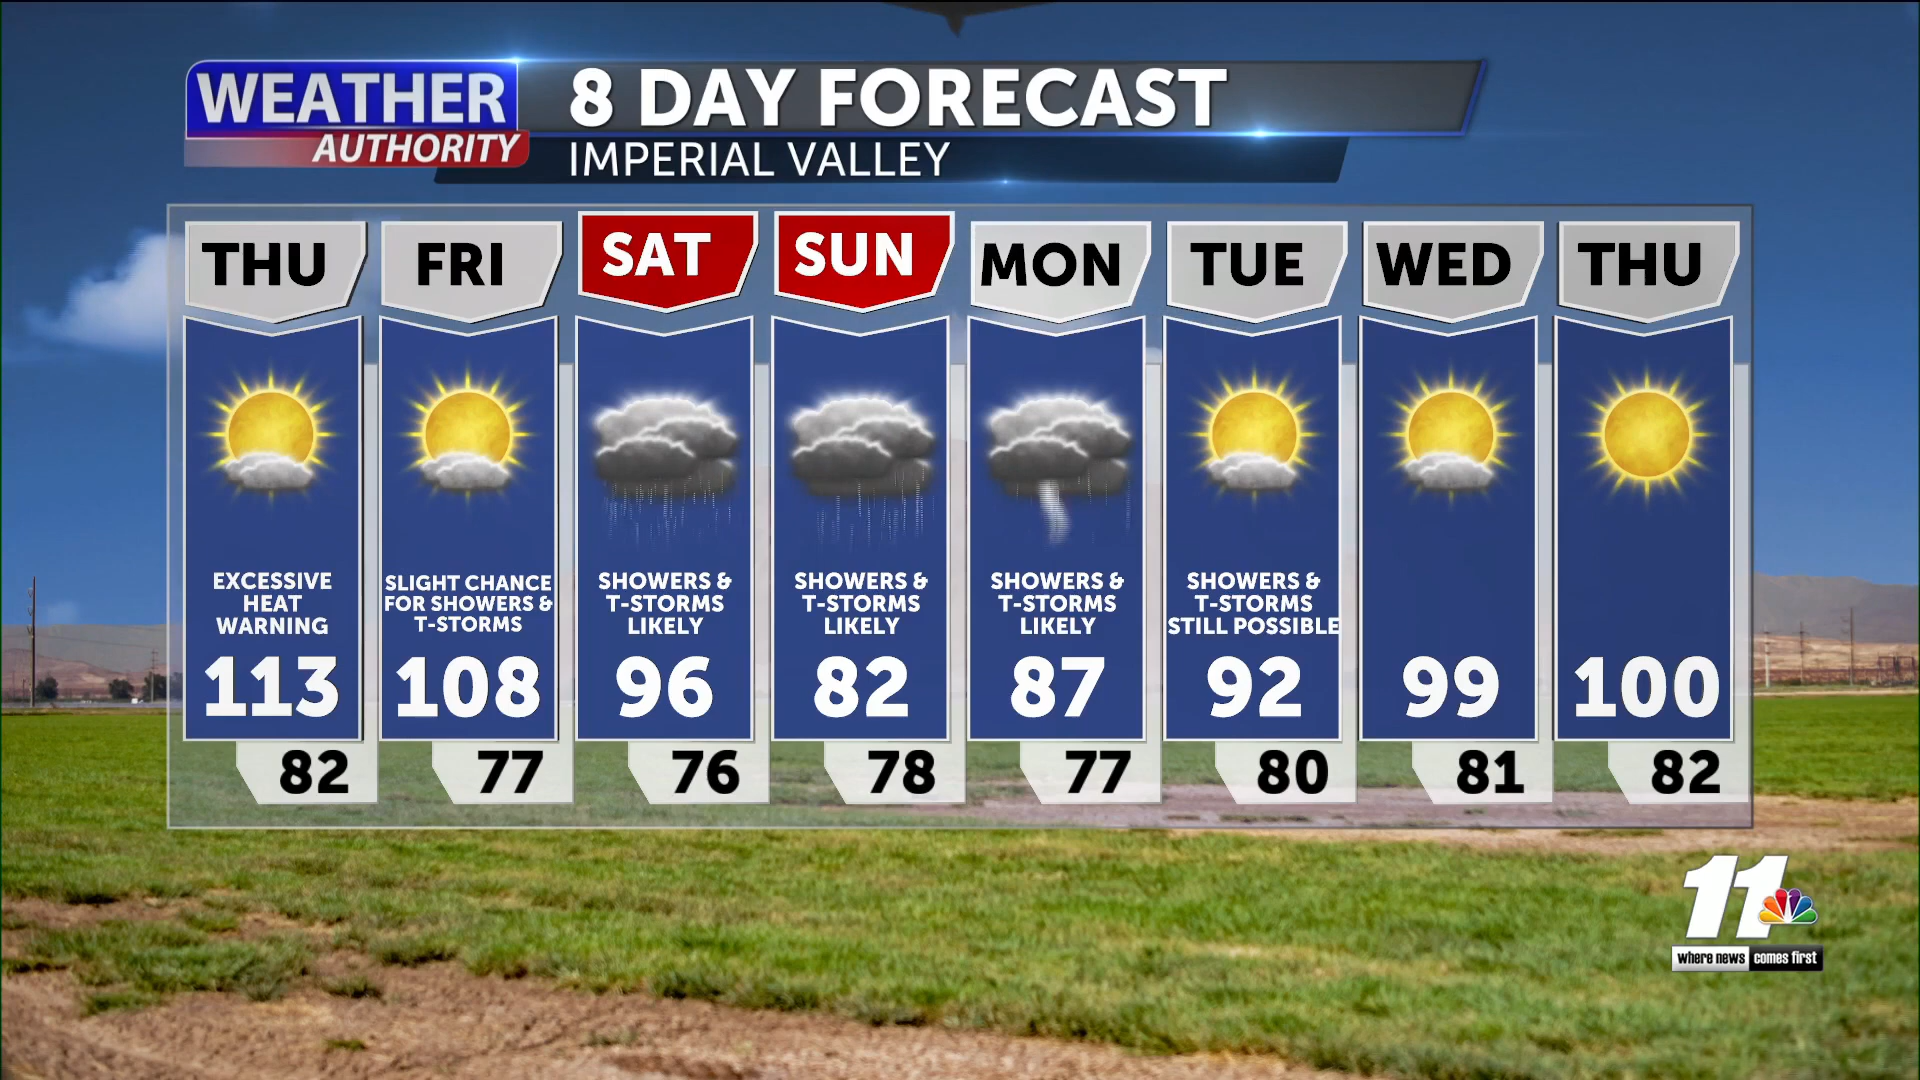 WEATHER
AUTHORITY
8 DAY FORECAST
IMPERIAL VALLEY
THU
EXCESSIVE
HEAT
WARNING
113
82
FRI
SLIGHT CHANCE
FOR SHOWERS &
T-STORMS
108
77
SAT
SHOWERS &
T-STORMS
LIKELY
96
76
SUN
SHOWERS &
T-STORMS
LIKELY
82
78
MON
SHOWERS &
T-STORMS
LIKELY
87
77
TUE
SHOWERS &
T-STORMS
STILL POSSIBLE
92
80
WED
99
81
THU
100
82
11
where news comes first